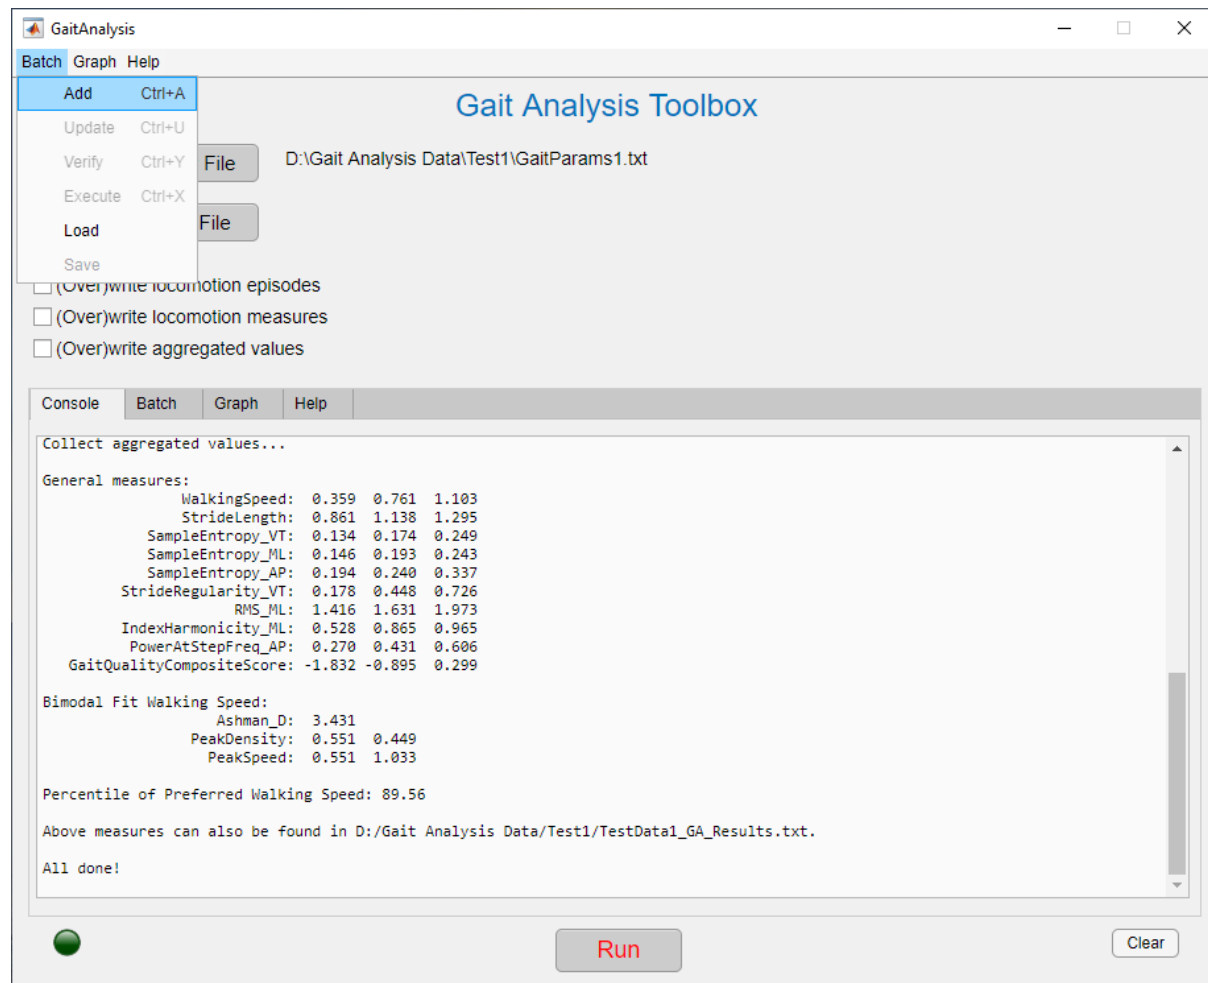 GaitAnalysis
Batch Graph Help
Add Ctrl+A
Update Ctrl+U
Verify Ctrl+Y
Execute Ctrl+X
Load
Save
Gait Analysis Toolbox
File D:\Gait Analysis Data\Test1\GaitParams1.txt
File
(Over)write locomotion episodes
(Over)write locomotion measures
(Over)write aggregated values
Console Batch Graph Help
Collect aggregated values...
General measures:
WalkingSpeed: 0.359 0.761 1.103
StrideLength: 0.861 1.138 1.295
SampleEntropy_VT: 0.134 0.174 0.249
SampleEntropy_ML: 0.146 0.193 0.243
SampleEntropy_AP: 0.194 0.240 0.337
StrideRegularity_VT: 0.178 0.448 0.726
RMS_ML: 1.416 1.631 1.973
IndexHarmonicity_ML: 0.528 0.865 0.965
PowerAtStepFreq_AP: 0.270 0.431 0.606
GaitQualityCompositeScore: -1.832 -0.895 0.299
Bimodal Fit Walking Speed:
Ashman_D: 3.431
PeakDensity: 0.551 0.449
PeakSpeed: 0.551 1.033
Percentile of Preferred Walking Speed: 89.56
Above measures can also be found in D:/Gait Analysis Data/Test1/TestData1_GA_Results.txt.
All done!
Run
Clear